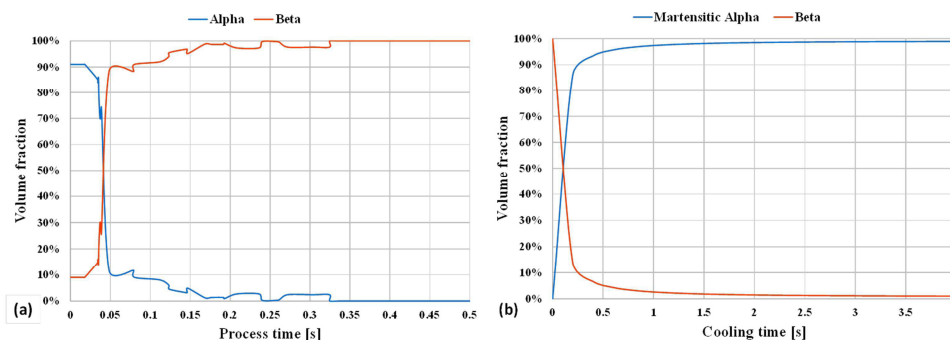 Alpha Beta
100%
90%
80%
70%
60%
50%
40%
30%
20%
10%
0%
Volume fraction
0 0.05 0.1 0.15 0.2 0.25 0.3 0.35 0.4 0.45 0.5
Process time [s]
(a)
Martensitic Alpha Beta
100%
90%
80%
70%
60%
50%
40%
30%
20%
10%
0%
Volume fraction
0 0.5 1 1.5 2 2.5 3 3.5
Cooling time [s]
(b)